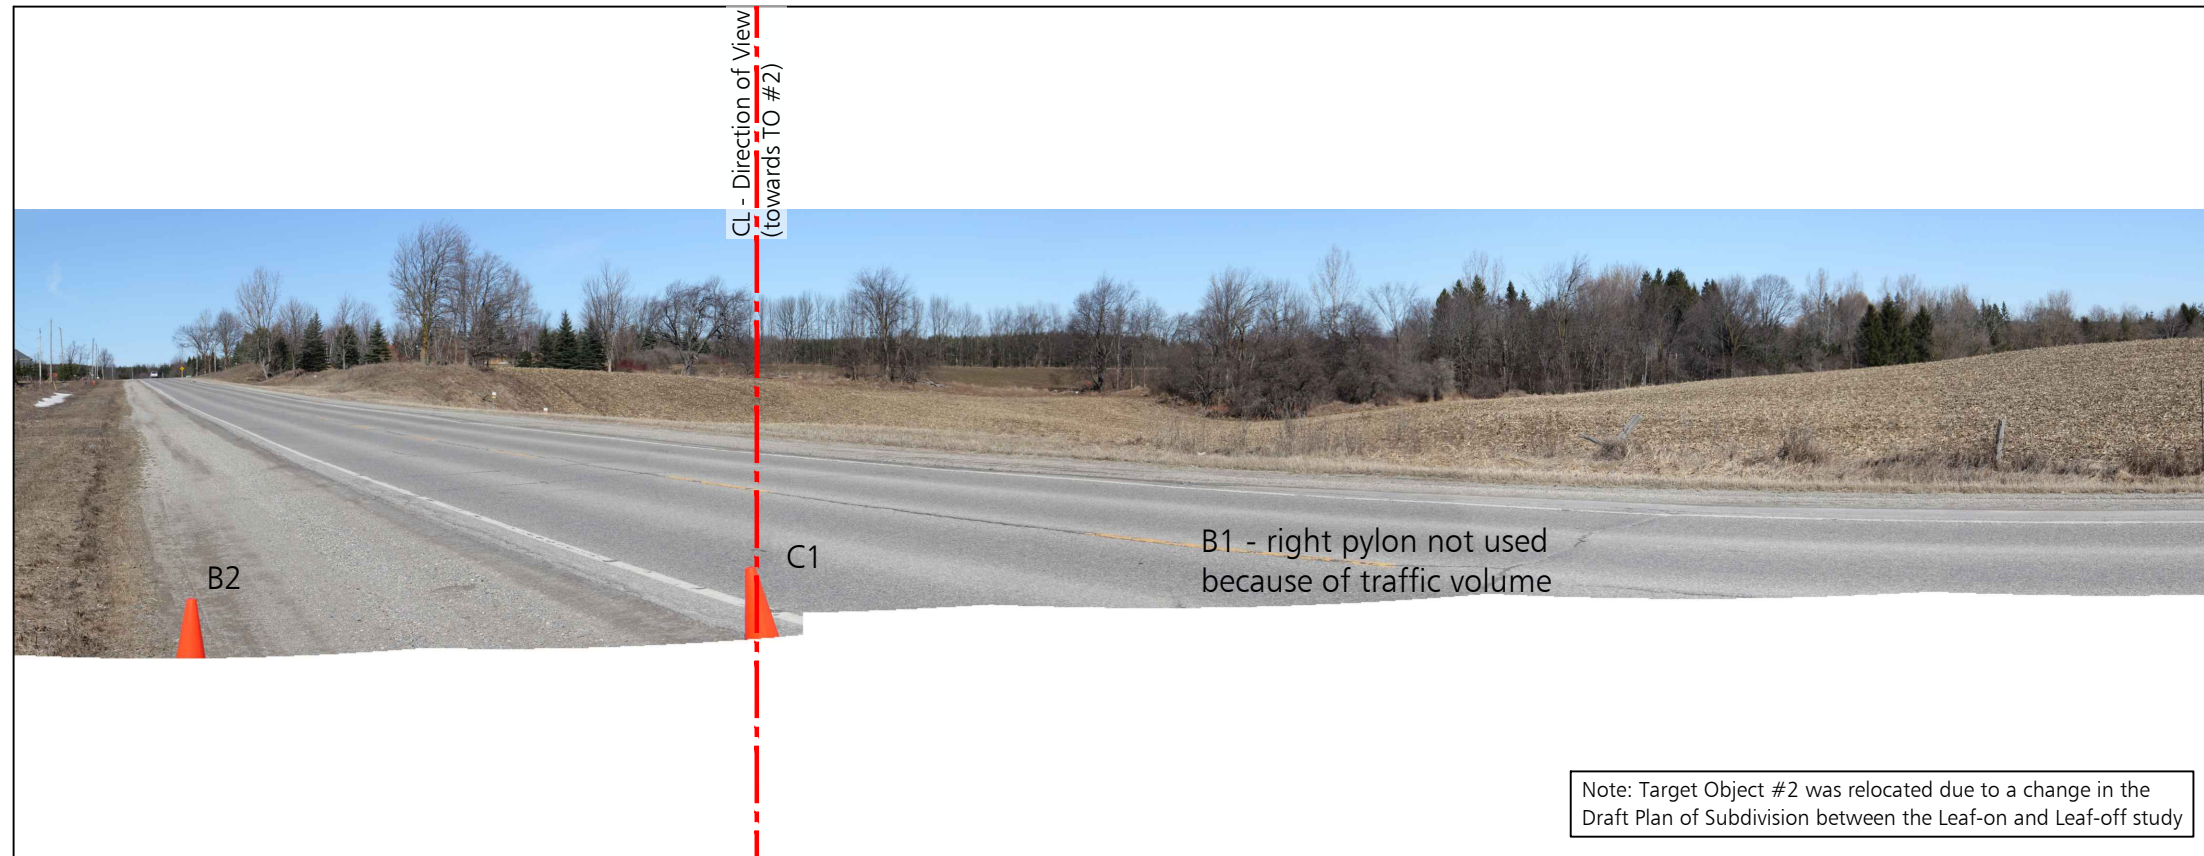 CL - Direction of View
(towards TO #2)
B2
C1
B1 - right pylon not used
because of traffic volume
Note: Target Object #2 was relocated due to a change in the
Draft Plan of Subdivision between the Leaf-on and Leaf-off study